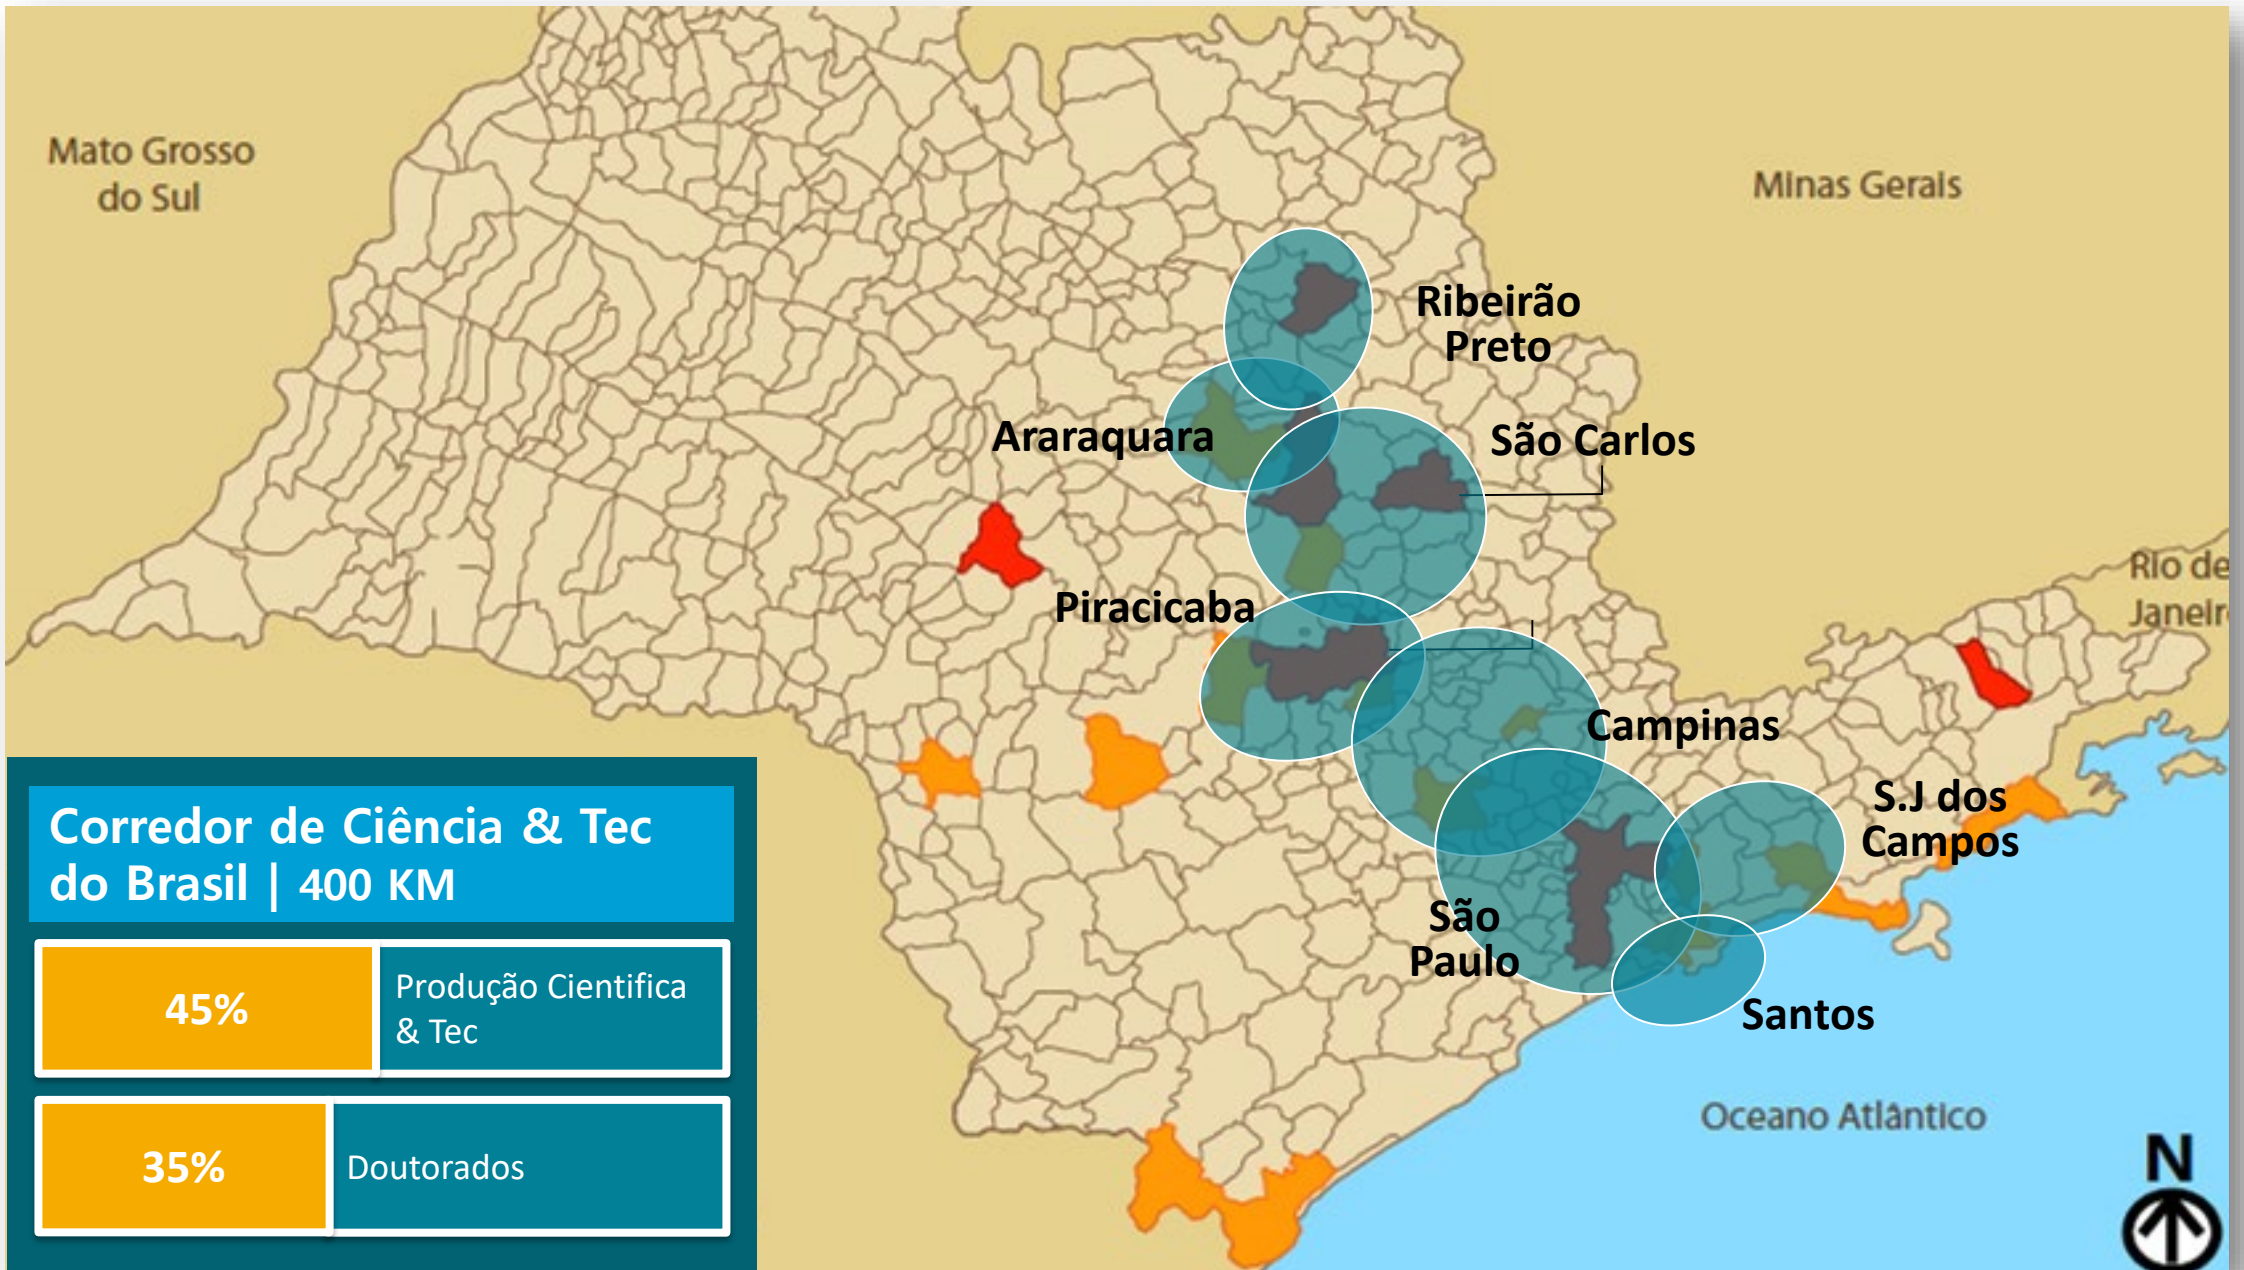 Mato Grosso
do Sul
Minas Gerais
Ribeirão
Preto
Araraquara
São Carlos
Rio de
Piracicaba
Campinas
S.J dos
Campos
São
Paulo
Santos
Oceano Atlântico
N
Corredor de Ciência & Tec
do Brasil | 400 KM
45%
Produção Cientifica
& Tec
35%
Doutorados